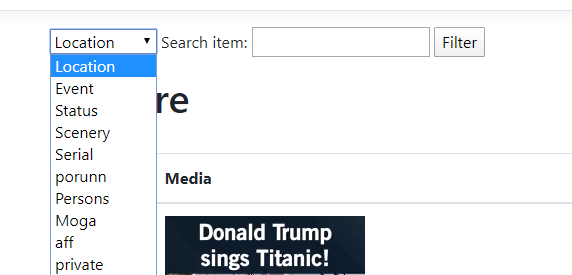 Location Search item: Filter
Location
Event
Status
Scenery
Serial
porunn
Persons
Moga
aff
private
re
Media
Donald Trump
sings Titanic!